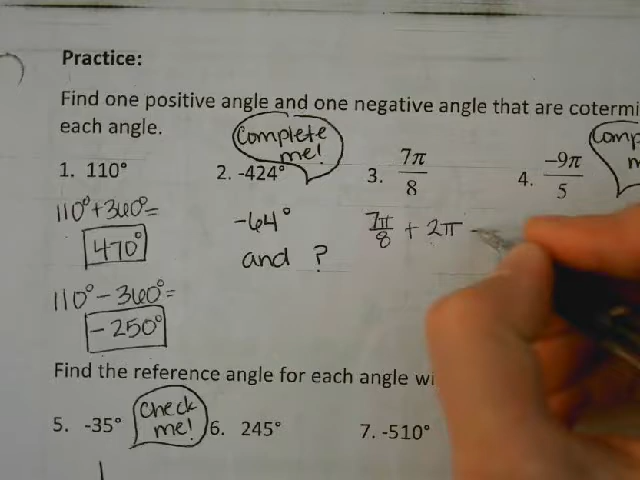 Practice:
Find one positive angle and one negative angle that are cotermi
each angle.
Complete
me!
1. 110°
2. -424°
3. 7π/8
4. -9π/5
110° + 360° =
470°
-64°
and ?
7π/8 + 2π
110° - 360° =
-250°
Find the reference angle for each angle wi
5. -35°
Check
me!
6. 245°
7. -510°